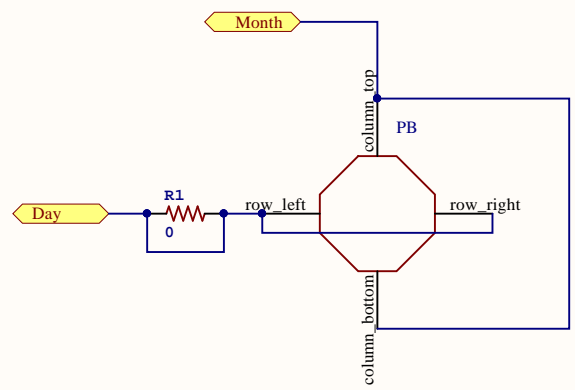 Month
column_top
PB
R1
Day
row_left
row_right
0
column_bottom